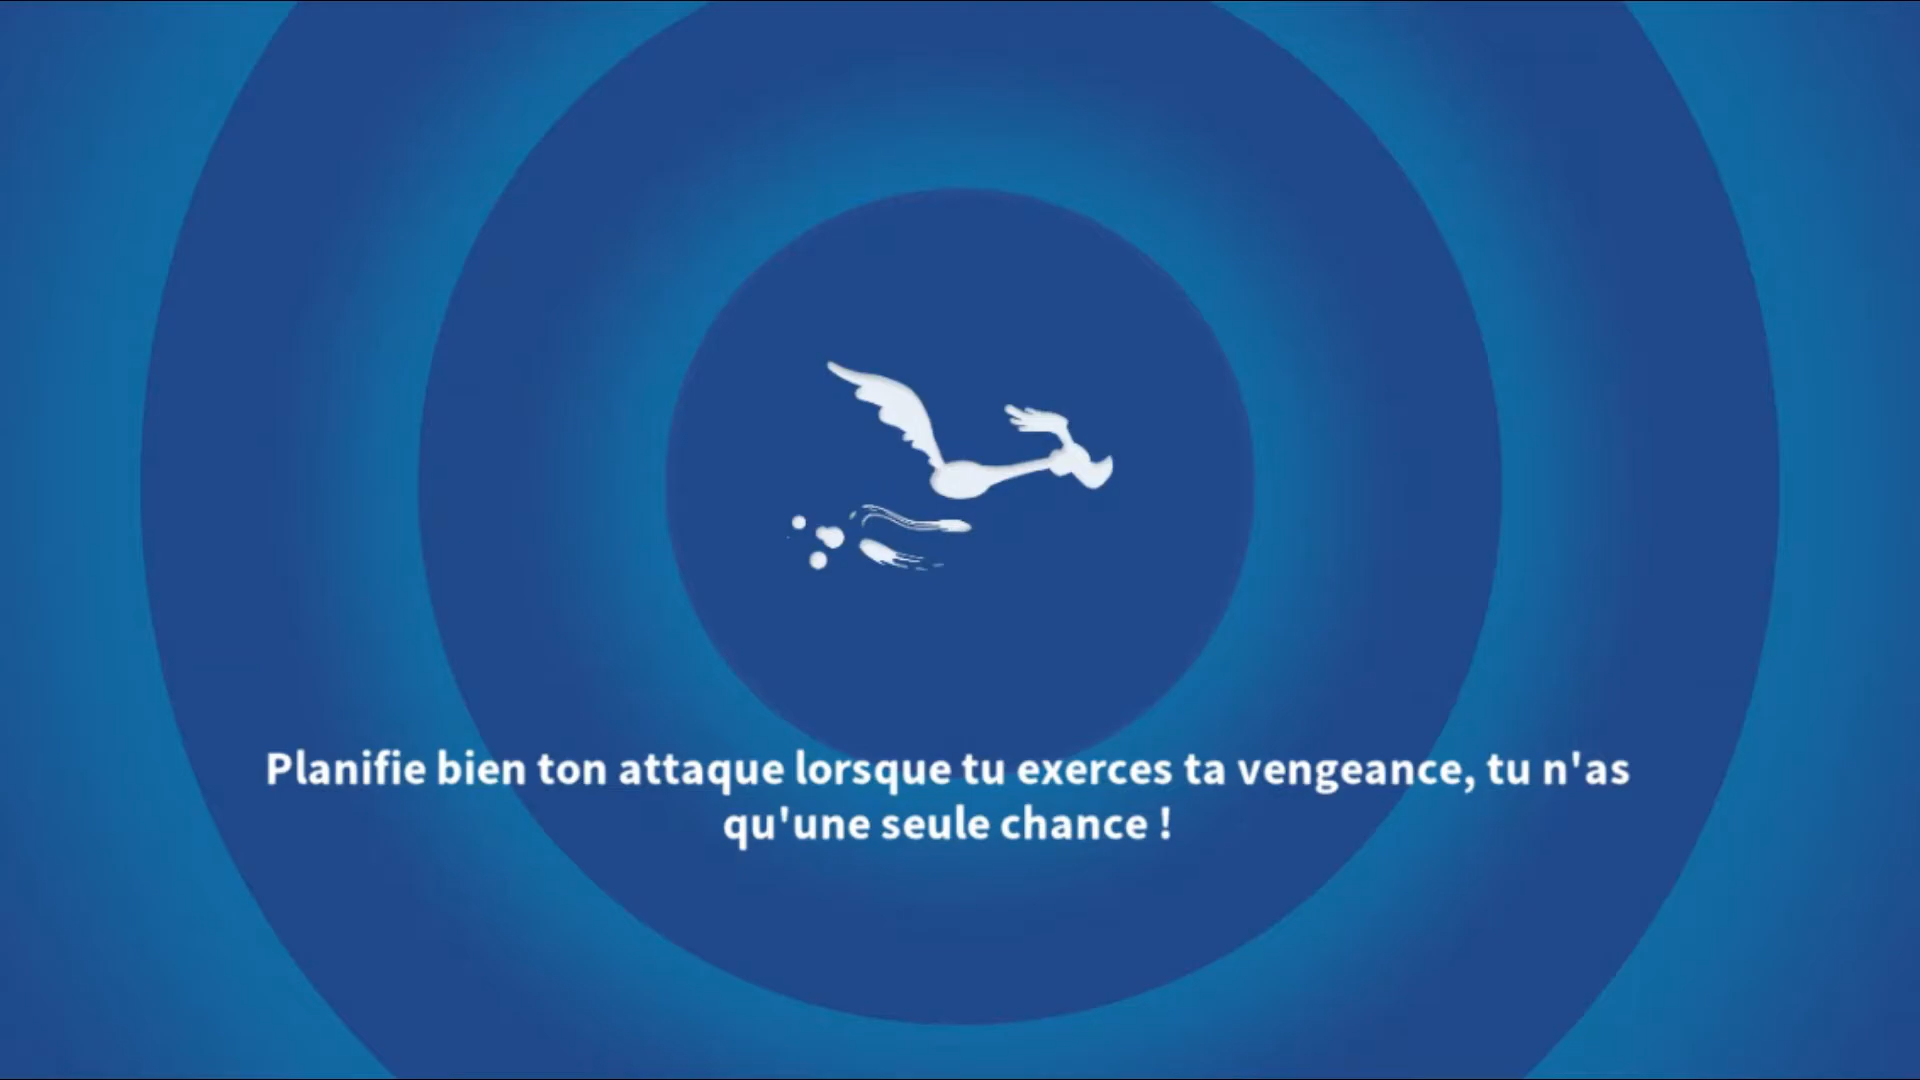 Planifie bien ton attaque lorsque tu exerces ta vengeance, tu n'as
qu'une seule chance !